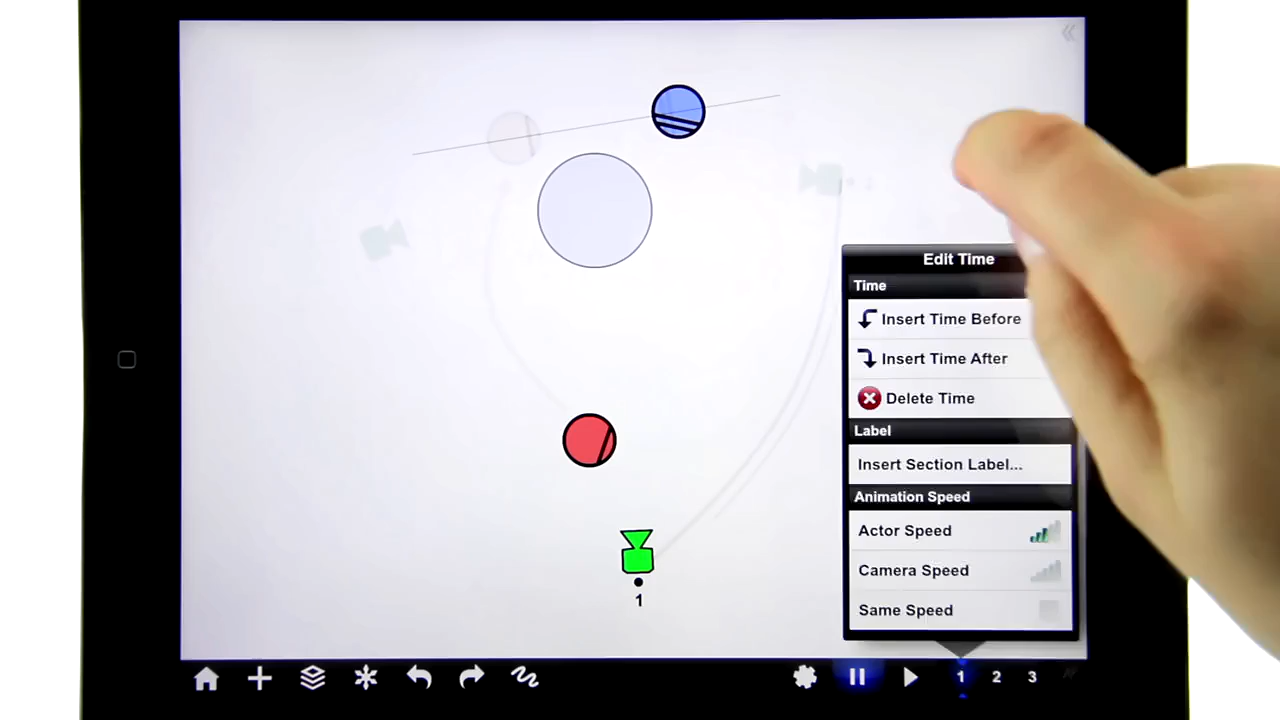 Edit Time
Time
Insert Time Before
Insert Time After
Delete Time
Label
Insert Section Label...
Animation Speed
Actor Speed
Camera Speed
Same Speed
1
1 2 3